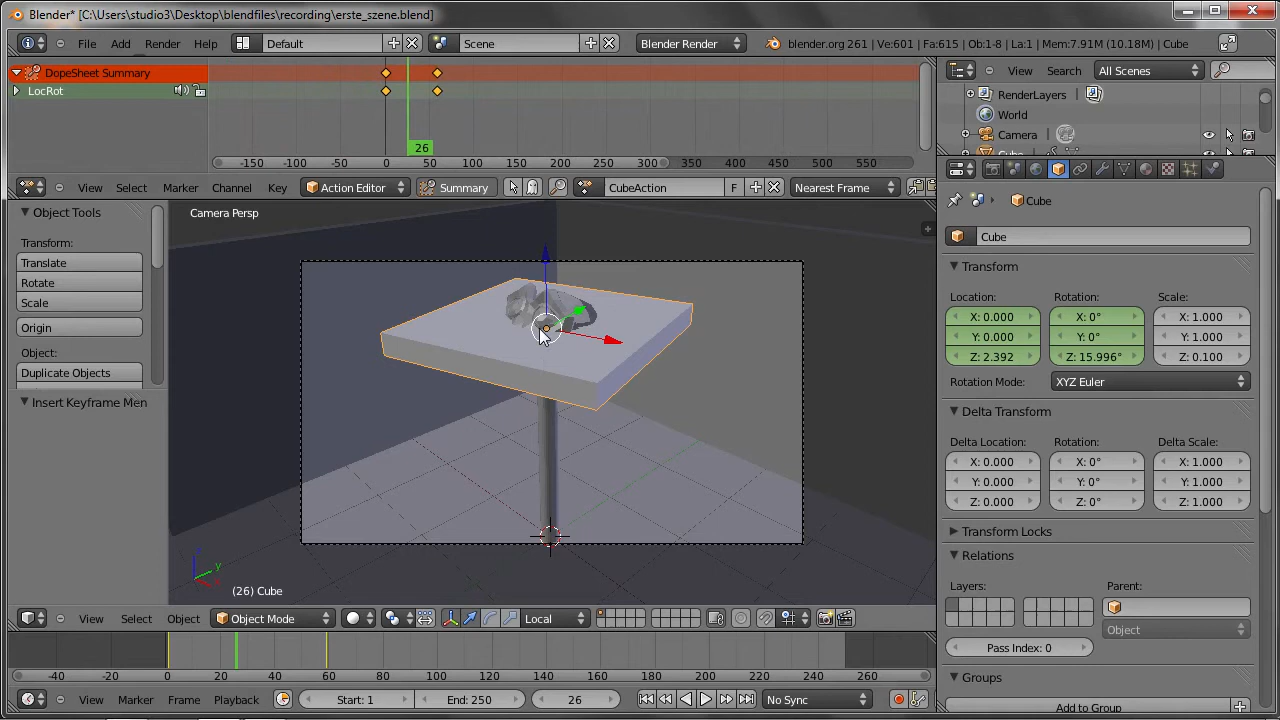 Blender* [C:\Users\studio3\Desktop\blendfiles\recording\erste_szene.blend]
File Add Render Help Default Scene Blender Render blender.org 261 | Ve:601 | Fa:615 | Ob:1-8 | La:1 | Mem:7.91M (10.18M) | Cube
DopeSheet Summary
LocRot
26
-150 -100 -50 0 50 100 150 200 250 300 350 400 450 500 550
View Select Marker Channel Key Action Editor Summary CubeAction F Nearest Frame
View Search All Scenes
RenderLayers
World
Camera
Object Tools
Transform:
Translate
Rotate
Scale
Origin
Object:
Duplicate Objects
Insert Keyframe Men
Camera Persp
z
y
x
(26) Cube
View Select Object Object Mode Local
-40 -20 0 20 40 60 80 100 120 140 160 180 200 220 240 260
View Marker Frame Playback Start: 1 End: 250 26 No Sync
Cube
Cube
Transform
Location: Rotation: Scale:
X: 0.000 X: 0° X: 1.000
Y: 0.000 Y: 0° Y: 1.000
Z: 2.392 Z: 15.996° Z: 0.100
Rotation Mode: XYZ Euler
Delta Transform
Delta Location: Rotation: Delta Scale:
X: 0.000 X: 0° X: 1.000
Y: 0.000 Y: 0° Y: 1.000
Z: 0.000 Z: 0° Z: 1.000
Transform Locks
Relations
Layers: Parent:
Object
Pass Index: 0
Groups
Add to Group